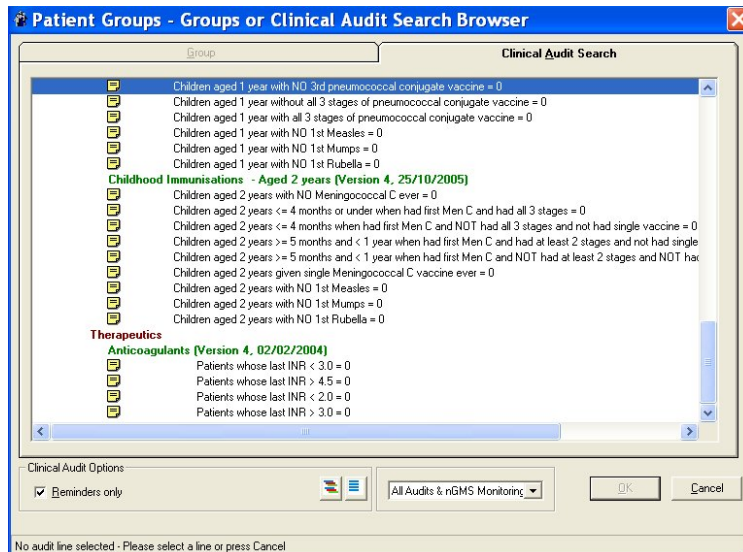 Patient Groups - Groups or Clinical Audit Search Browser
Group
Clinical Audit Search
Children aged 1 year with NO 3rd pneumococcal conjugate vaccine = 0
Children aged 1 year without all 3 stages of pneumococcal conjugate vaccine = 0
Children aged 1 year with all 3 stages of pneumococcal conjugate vaccine = 0
Children aged 1 year with NO 1st Measles = 0
Children aged 1 year with NO 1st Mumps = 0
Children aged 1 year with NO 1st Rubella = 0
Childhood Immunisations - Aged 2 years (Version 4, 25/10/2005)
Children aged 2 years with NO Meningococcal C ever = 0
Children aged 2 years <= 4 months or under when had first Men C and had all 3 stages = 0
Children aged 2 years <= 4 months when had first Men C and NOT had all 3 stages and not had single vaccine = 0
Children aged 2 years >= 5 months and < 1 year when had first Men C and had at least 2 stages and not had single
Children aged 2 years >= 5 months and < 1 year when had first Men C and NOT had at least 2 stages and NOT had
Children aged 2 years given single Meningococcal C vaccine ever = 0
Children aged 2 years with NO 1st Measles = 0
Children aged 2 years with NO 1st Mumps = 0
Children aged 2 years with NO 1st Rubella = 0
Therapeutics
Anticoagulants (Version 4, 02/02/2004)
Patients whose last INR < 3.0 = 0
Patients whose last INR > 4.5 = 0
Patients whose last INR < 2.0 = 0
Patients whose last INR > 3.0 = 0
Clinical Audit Options
Reminders only
All Audits & nGMS Monitoring
OK
Cancel
No audit line selected - Please select a line or press Cancel